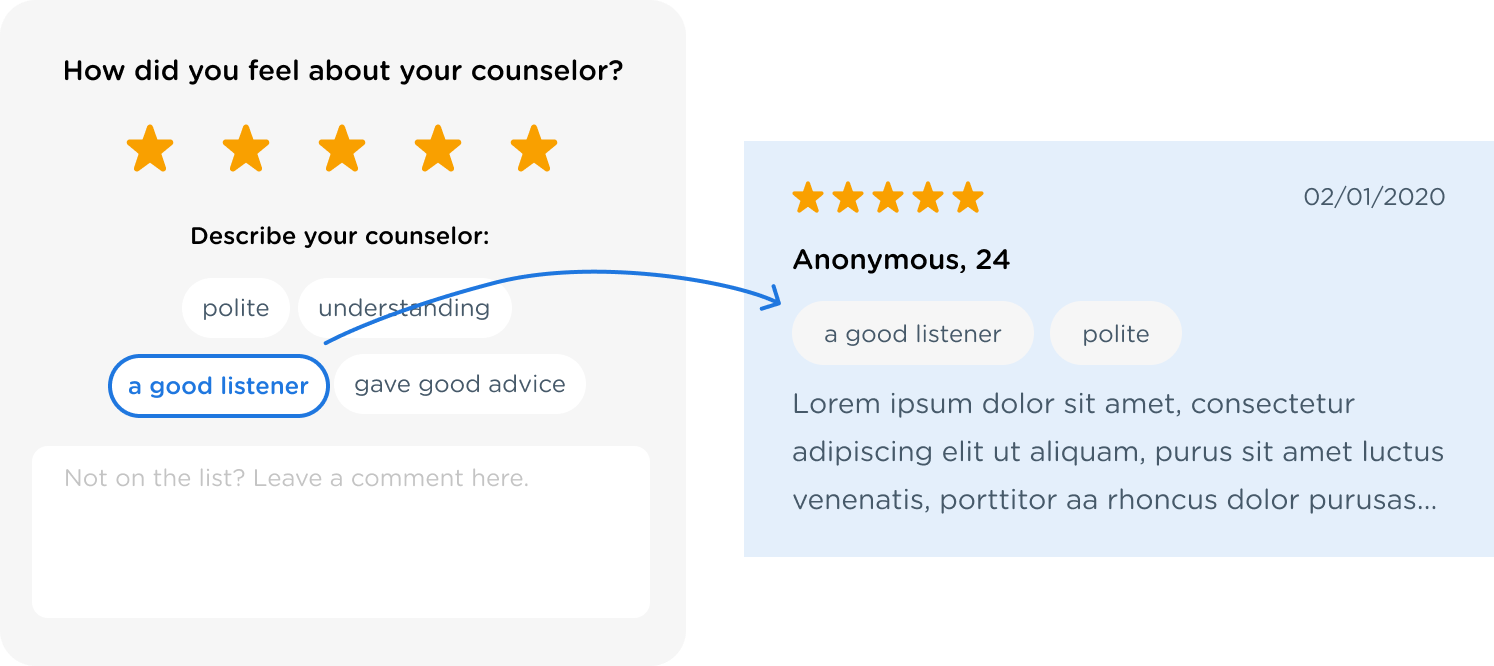 How did you feel about your counselor?
Describe your counselor:
polite
understanding
a good listener
gave good advice
Not on the list? Leave a comment here.
02/01/2020
Anonymous, 24
a good listener
polite
Lorem ipsum dolor sit amet, consectetur
adipiscing elit ut aliquam, purus sit amet luctus
venenatis, porttitor aa rhoncus dolor purusas...